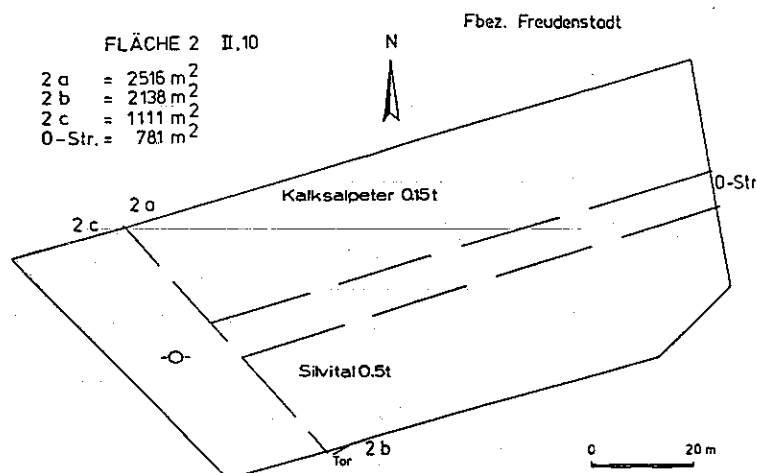 Fbez. Freudenstadt
FLÄCHE 2 II,10
N
2 a = 2516 m²
2 b = 2138 m²
2 c = 1111 m²
0-Str. = 781 m²
Kalksalpeter 0.15t
0-Str
2 a
2 c
-O-
Silvital 0.5t
Tor
2 b
0 20 m